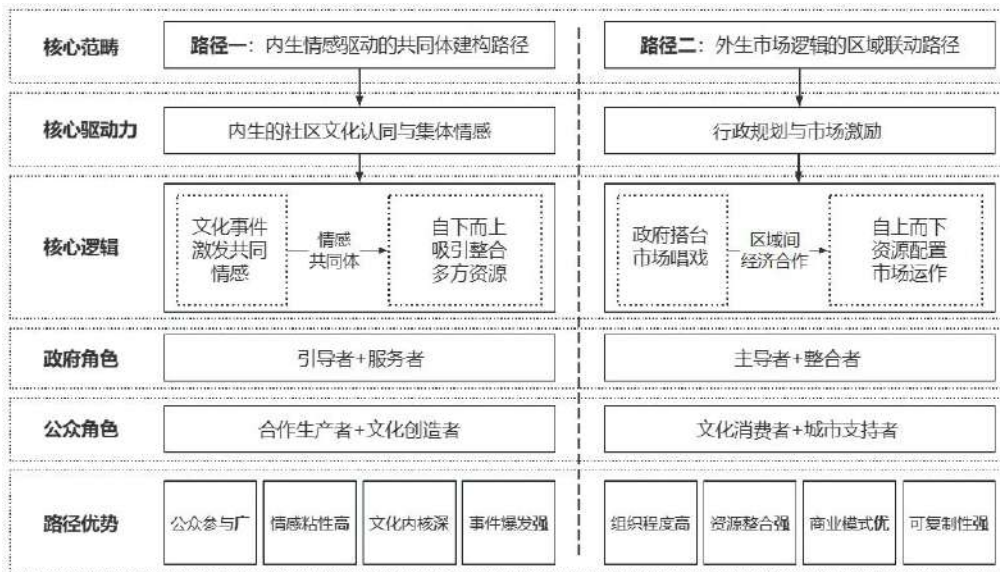 核心范畴
路径一：内生情感驱动的共同体建构路径
路径二：外生市场逻辑的区域联动路径
核心驱动力
内生的社区文化认同与集体情感
行政规划与市场激励
核心逻辑
文化事件
激发共同
情感
情感
共同体
自下而上
吸引整合
多方资源
政府搭台
市场唱戏
区域间
经济合作
自上而下
资源配置
市场运作
政府角色
引导者+服务者
主导者+整合者
公众角色
合作生产者+文化创造者
文化消费者+城市支持者
路径优势
公众参与广
情感粘性高
文化内核深
事件爆发强
组织程度高
资源整合强
商业模式优
可复制性强